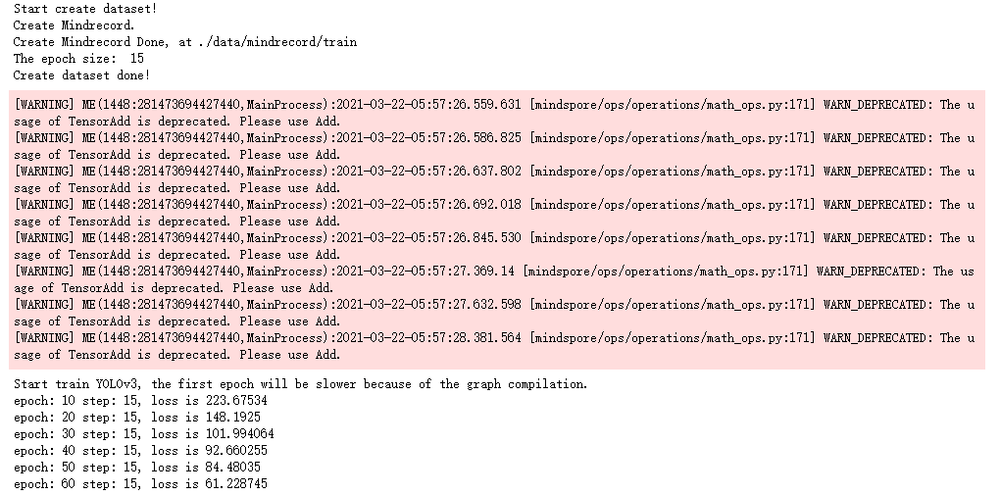 Start create dataset!
Create Mindrecord.
Create Mindrecord Done, at ./data/mindrecord/train
The epoch size:  15
Create dataset done!
[WARNING] ME(1448:281473694427440,MainProcess):2021-03-22-05:57:26.559.631 [mindspore/ops/operations/math_ops.py:171] WARN_DEPRECATED: The u
sage of TensorAdd is deprecated. Please use Add.
[WARNING] ME(1448:281473694427440,MainProcess):2021-03-22-05:57:26.586.825 [mindspore/ops/operations/math_ops.py:171] WARN_DEPRECATED: The u
sage of TensorAdd is deprecated. Please use Add.
[WARNING] ME(1448:281473694427440,MainProcess):2021-03-22-05:57:26.637.802 [mindspore/ops/operations/math_ops.py:171] WARN_DEPRECATED: The u
sage of TensorAdd is deprecated. Please use Add.
[WARNING] ME(1448:281473694427440,MainProcess):2021-03-22-05:57:26.692.018 [mindspore/ops/operations/math_ops.py:171] WARN_DEPRECATED: The u
sage of TensorAdd is deprecated. Please use Add.
[WARNING] ME(1448:281473694427440,MainProcess):2021-03-22-05:57:26.845.530 [mindspore/ops/operations/math_ops.py:171] WARN_DEPRECATED: The u
sage of TensorAdd is deprecated. Please use Add.
[WARNING] ME(1448:281473694427440,MainProcess):2021-03-22-05:57:27.369.14 [mindspore/ops/operations/math_ops.py:171] WARN_DEPRECATED: The us
age of TensorAdd is deprecated. Please use Add.
[WARNING] ME(1448:281473694427440,MainProcess):2021-03-22-05:57:27.632.598 [mindspore/ops/operations/math_ops.py:171] WARN_DEPRECATED: The u
sage of TensorAdd is deprecated. Please use Add.
[WARNING] ME(1448:281473694427440,MainProcess):2021-03-22-05:57:28.381.564 [mindspore/ops/operations/math_ops.py:171] WARN_DEPRECATED: The u
sage of TensorAdd is deprecated. Please use Add.
Start train YOLOv3, the first epoch will be slower because of the graph compilation.
epoch: 10 step: 15, loss is 223.67534
epoch: 20 step: 15, loss is 148.1925
epoch: 30 step: 15, loss is 101.994064
epoch: 40 step: 15, loss is 92.660255
epoch: 50 step: 15, loss is 84.48035
epoch: 60 step: 15, loss is 61.228745